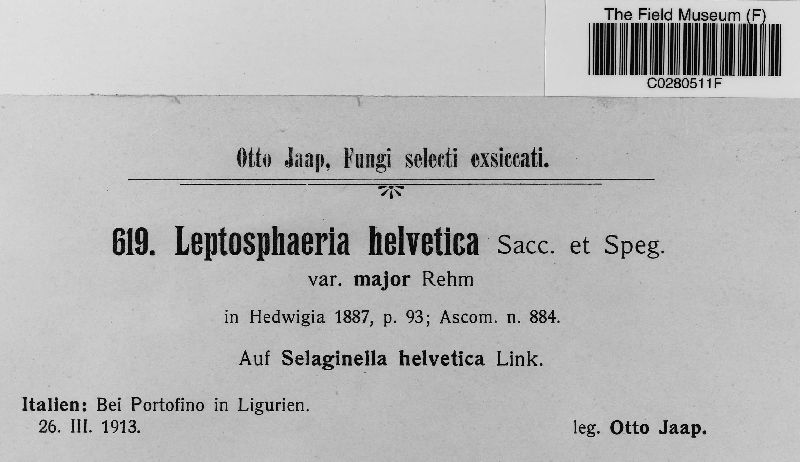 The Field Museum (F)
C0280511F
Otto Jaap, Fungi selecti exsiccati.
619. Leptosphaeria helvetica Sacc. et Speg.
var. major Rehm
in Hedwigia 1887, p. 93; Ascom. n. 884.
Auf Selaginella helvetica Link.
Italien: Bei Portofino in Ligurien.
26. III. 1913.
leg. Otto Jaap.